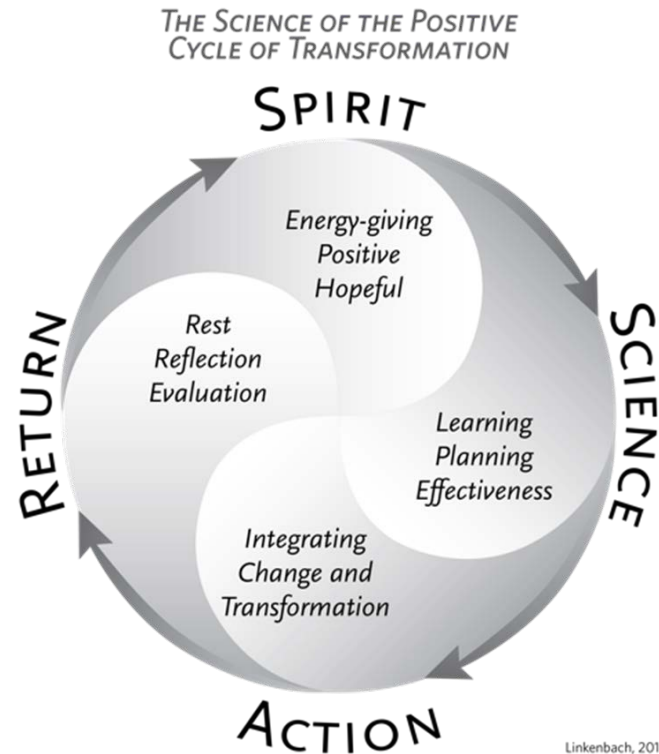 THE SCIENCE OF THE POSITIVE
CYCLE OF TRANSFORMATION
SPIRIT
Energy-giving
Positive
Hopeful
SCIENCE
Learning
Planning
Effectiveness
ACTION
Integrating
Change and
Transformation
RETURN
Rest
Reflection
Evaluation
Linkenbach, 201